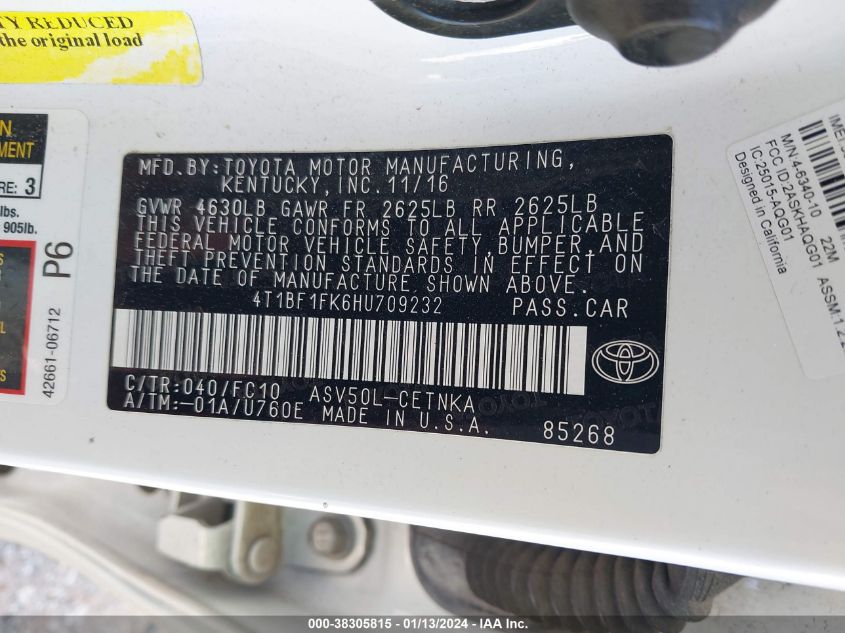 TY REDUCED
the original load
MFD.BY:TOYOTA MOTOR MANUFACTURING,
KENTUCKY, INC.11/16
GVWR 4630LB GAWR FR 2625LB RR 2625LB
THIS VEHICLE CONFORMS TO ALL APPLICABLE
FEDERAL MOTOR VEHICLE SAFETY, BUMPER,AND
THEFT PREVENTION STANDARDS IN EFFECT ON
THE DATE OF MANUFACTURE SHOWN ABOVE.
4T1BF1FK6HU709232 PASS.CAR
C/TR:040/FC10 ASV50L-CETNKA
A/TM:-01A/U760E MADE IN U.S.A.
85268
MENT
RE: 3
lbs.
905lb.
P6
42661-06712
M/N 4-6340-10 22M
FCC ID:2ASKHAQG01
IC:25015-AQG01
Designed in California
000-38305815 - 01/13/2024 - IAA Inc.